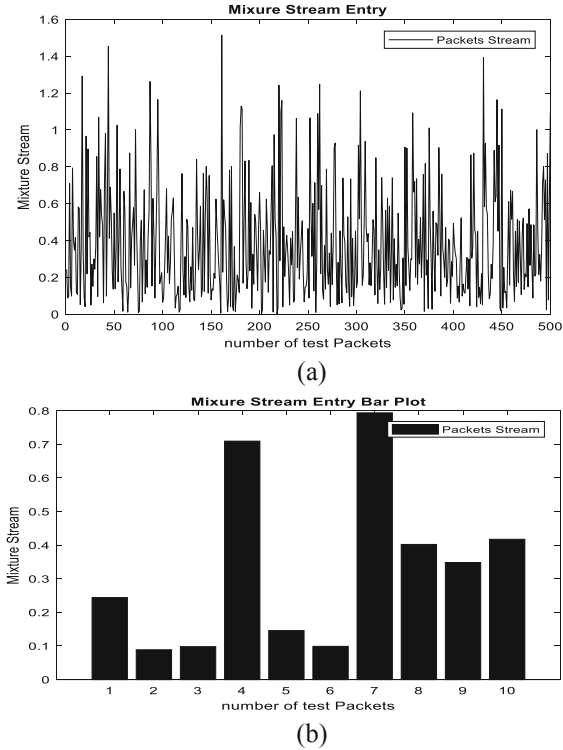 Mixure Stream Entry
Packets Stream
1.6
1.4
1.2
1
0.8
0.6
0.4
0.2
0
Mixture Stream
0 50 100 150 200 250 300 350 400 450 500
number of test Packets
(a)
Mixure Stream Entry Bar Plot
Packets Stream
0.8
0.7
0.6
0.5
0.4
0.3
0.2
0.1
0
Mixture Stream
1 2 3 4 5 6 7 8 9 10
number of test Packets
(b)